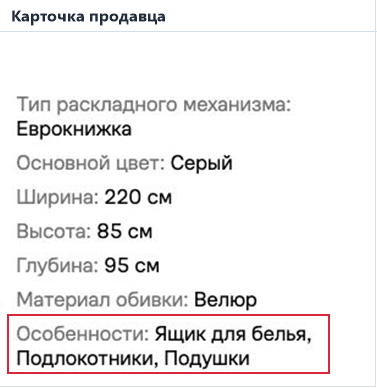 Карточка продавца
Тип раскладного механизма:
Еврокнижка
Основной цвет: Серый
Ширина: 220 см
Высота: 85 см
Глубина: 95 см
Материал обивки: Велюр
Особенности: Ящик для белья,
Подлокотники, Подушки